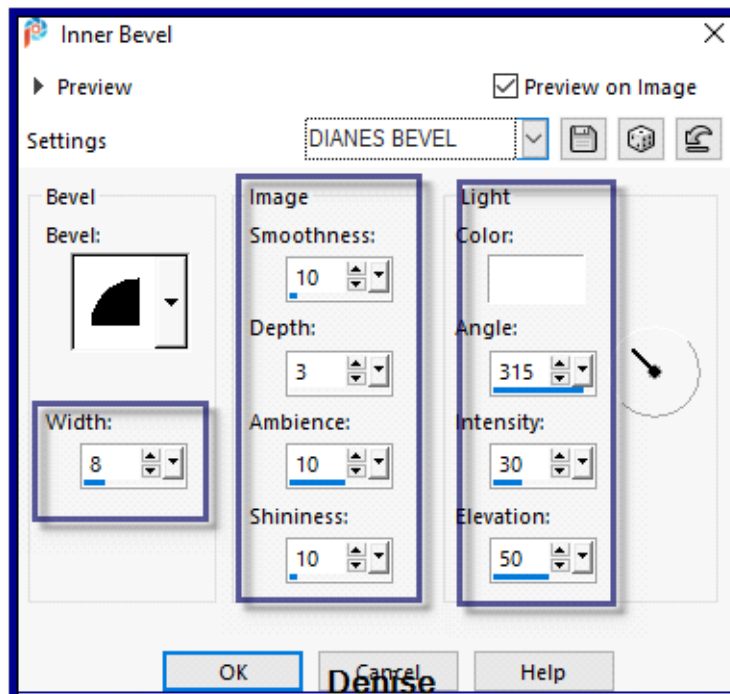 Inner Bevel
Preview
Preview on Image
Settings
DIANES BEVEL
Bevel
Bevel:
Width:
8
Image
Smoothness:
10
Depth:
3
Ambience:
10
Shininess:
10
Light
Color:
Angle:
315
Intensity:
30
Elevation:
50
OK
Cancel
Help
Denise